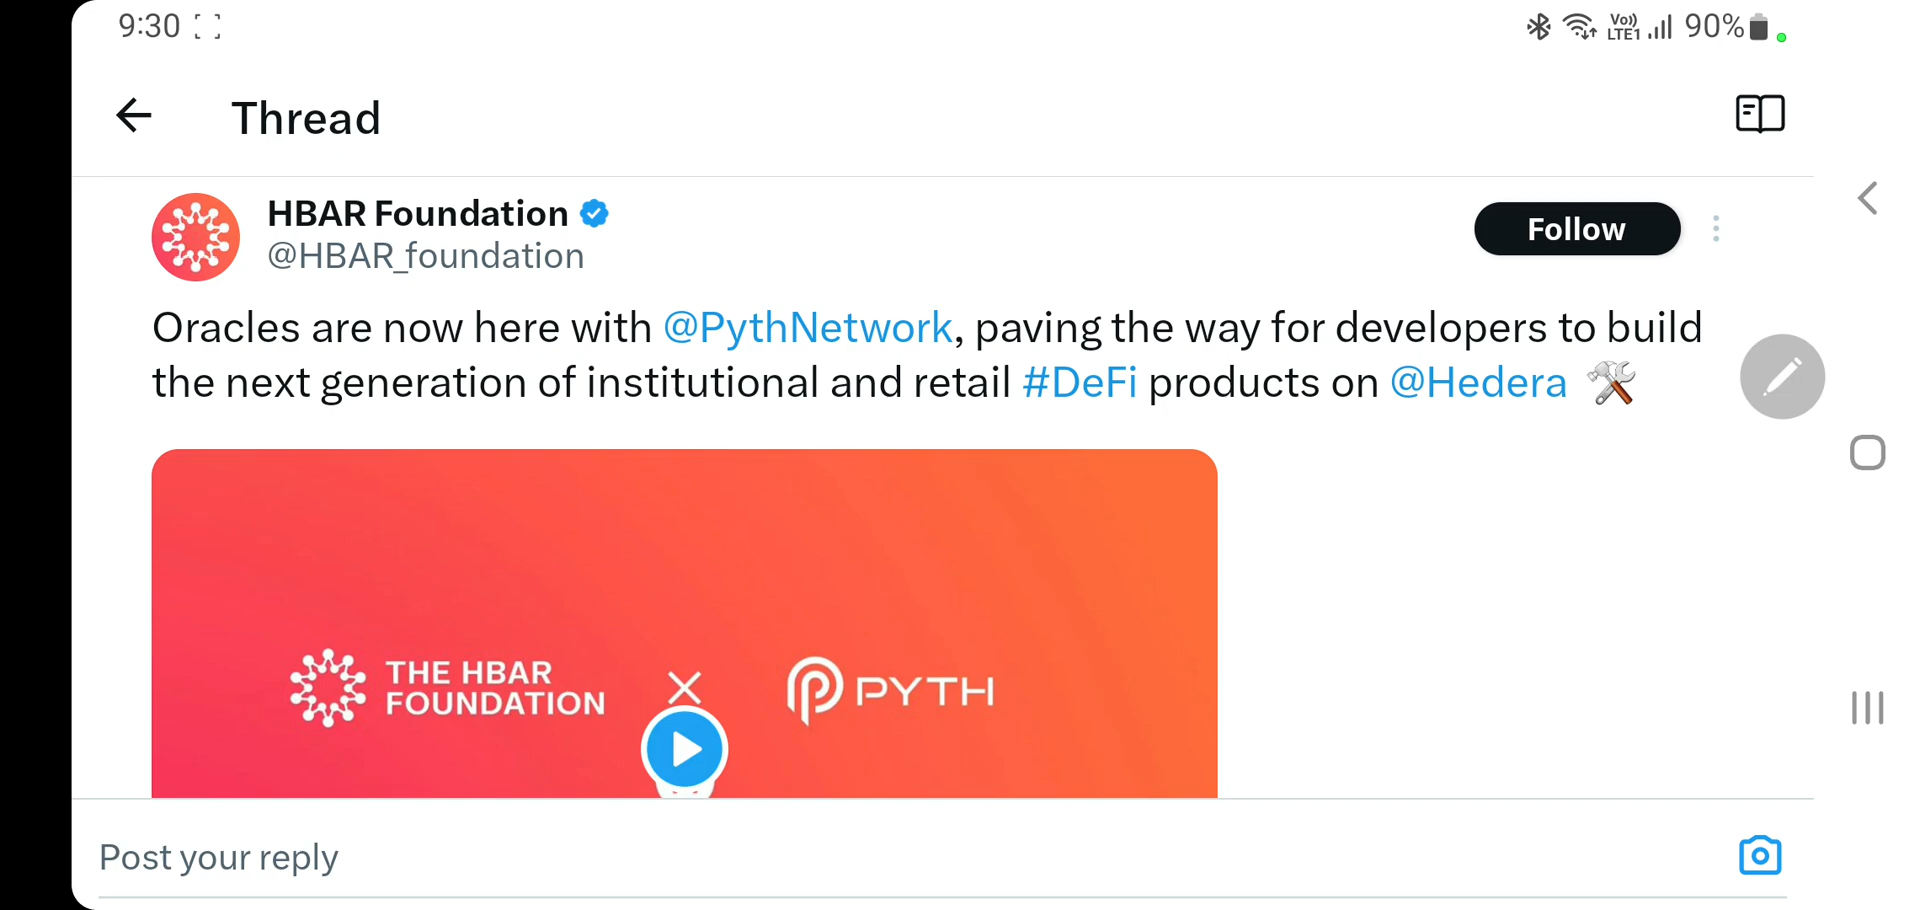 9:30
Vo)) 90%
LTE1
Thread
HBAR Foundation
@HBAR_foundation
Follow
Oracles are now here with @PythNetwork, paving the way for developers to build
the next generation of institutional and retail #DeFi products on @Hedera
THE HBAR
FOUNDATION
X
PYTH
Post your reply